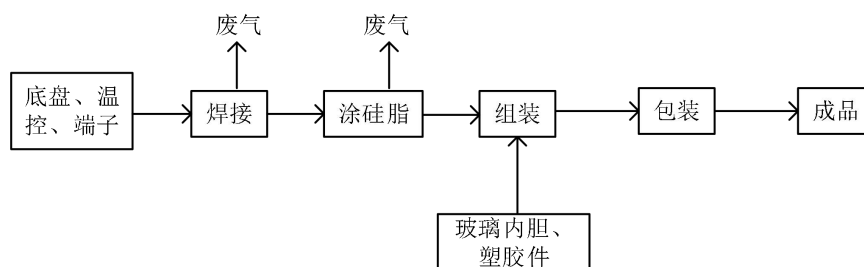 废气
废气
底盘、温
控、端子
焊接
涂硅脂
组装
包装
成品
玻璃内胆、
塑胶件